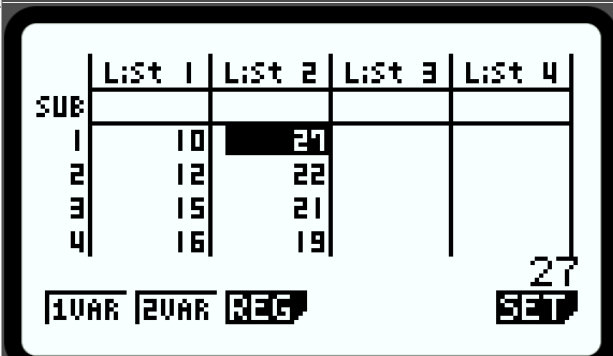 List 1 List 2 List 3 List 4
SUB
1 10 27
2 12 22
3 15 21
4 16 19
27
1VAR 2VAR REG SET